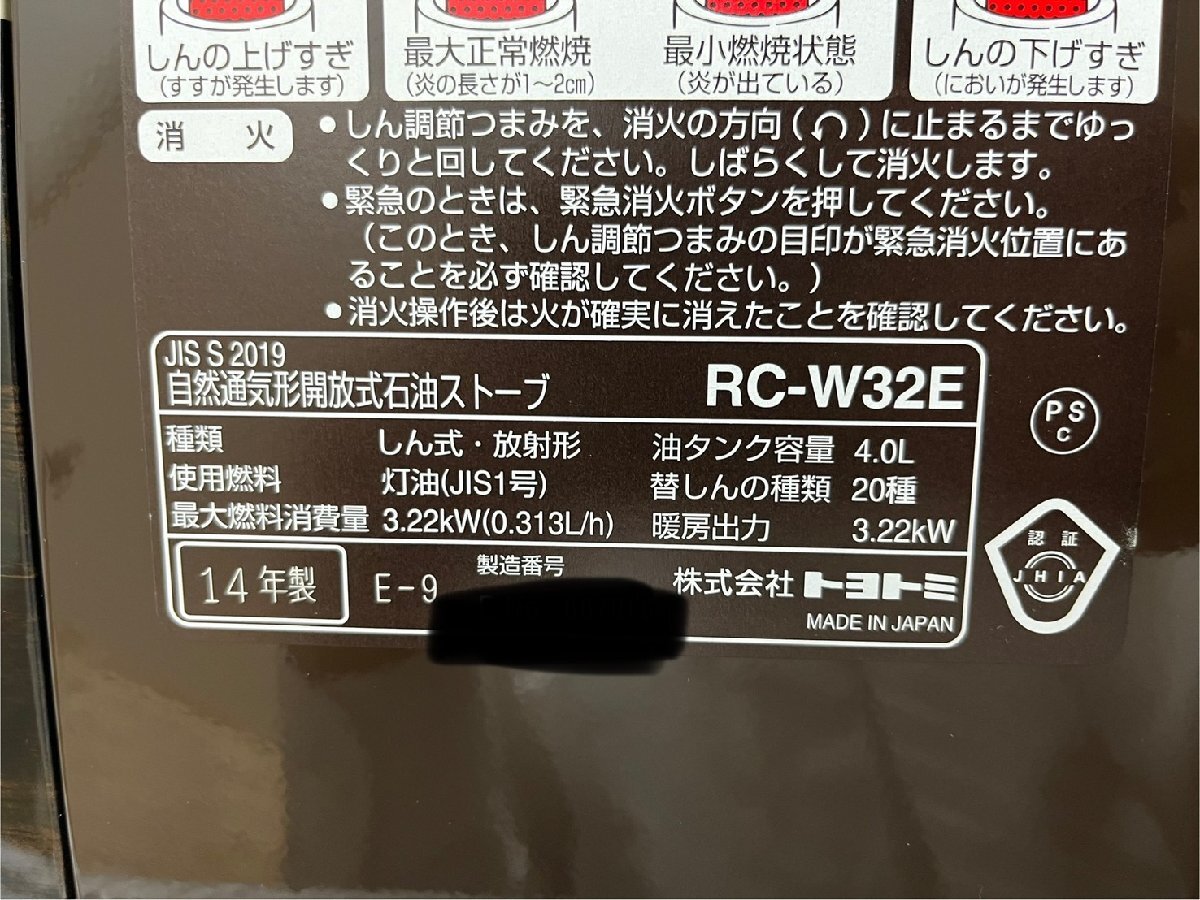 しんの上げすぎ
(すすが発生します)
最大正常燃焼
(炎の長さが1〜2cm)
最小燃焼状態
(炎が出ている)
しんの下げすぎ
(においが発生します)
消 火
●しん調節つまみを、消火の方向(↶)に止まるまでゆっ
くりと回してください。しばらくして消火します。
●緊急のときは、緊急消火ボタンを押してください。
(このとき、しん調節つまみの目印が緊急消火位置にあ
ることを必ず確認してください。)
●消火操作後は火が確実に消えたことを確認してください。
JIS S 2019
自然通気形開放式石油ストーブ RC-W32E
種類 しん式・放射形 油タンク容量 4.0L
使用燃料 灯油(JIS1号) 替しんの種類 20種
最大燃料消費量 3.22kW(0.313L/h) 暖房出力 3.22kW
14年製 E-9 製造番号 株式会社 トヨトミ
MADE IN JAPAN
PS
C
認証
JHIA